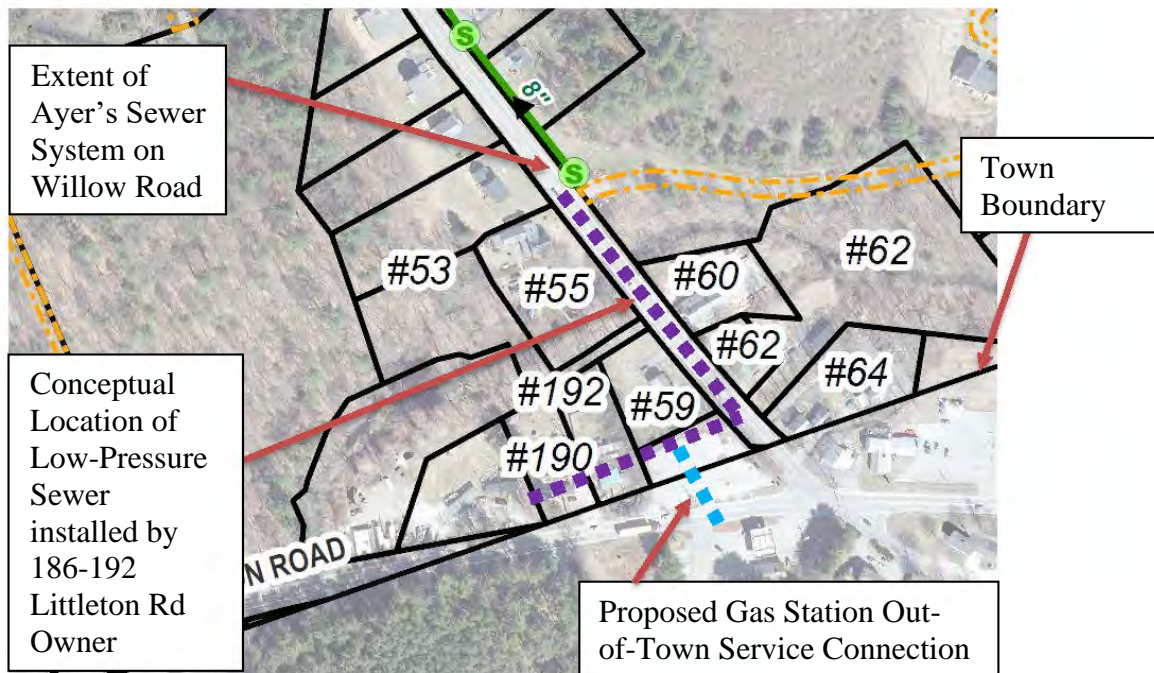 Extent of
Ayer's Sewer
System on
Willow Road
S
8"
S
Town
Boundary
#53
#55
#60
#62
#62
#64
#192
#59
#190
Conceptual
Location of
Low-Pressure
Sewer
installed by
186-192
Littleton Rd
Owner
N ROAD
Proposed Gas Station Out-
of-Town Service Connection